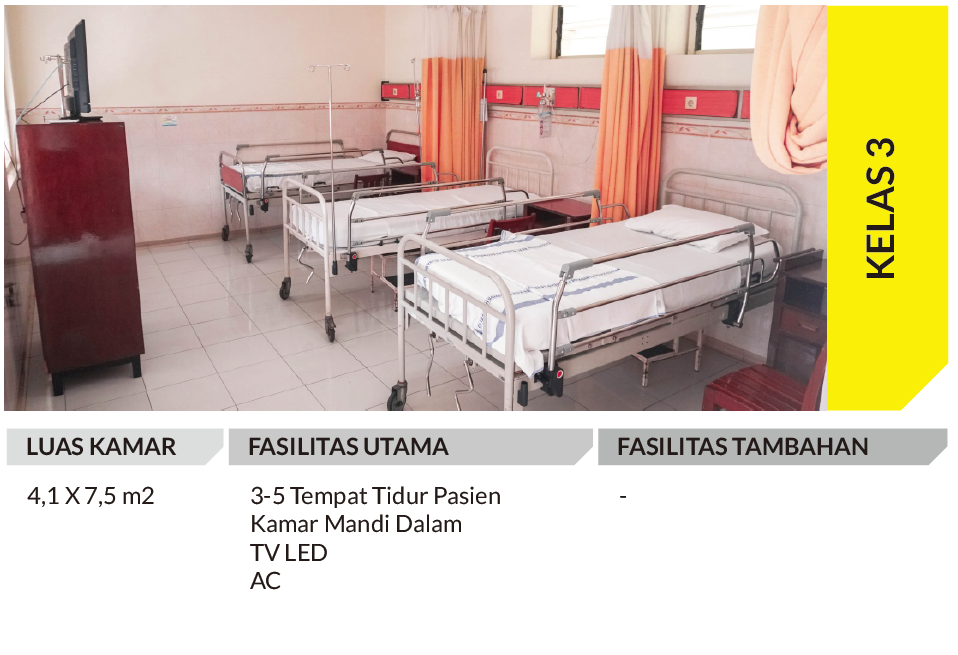 KELAS 3
LUAS KAMAR
4,1 X 7,5 m2
FASILITAS UTAMA
3-5 Tempat Tidur Pasien
Kamar Mandi Dalam
TV LED
AC
FASILITAS TAMBAHAN
-